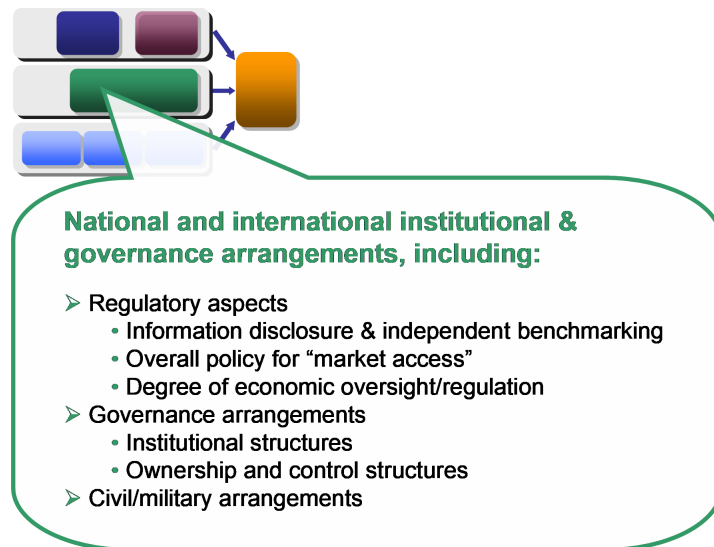 National and international institutional &
governance arrangements, including:
➢ Regulatory aspects
• Information disclosure & independent benchmarking
• Overall policy for “market access”
• Degree of economic oversight/regulation
➢ Governance arrangements
• Institutional structures
• Ownership and control structures
➢ Civil/military arrangements